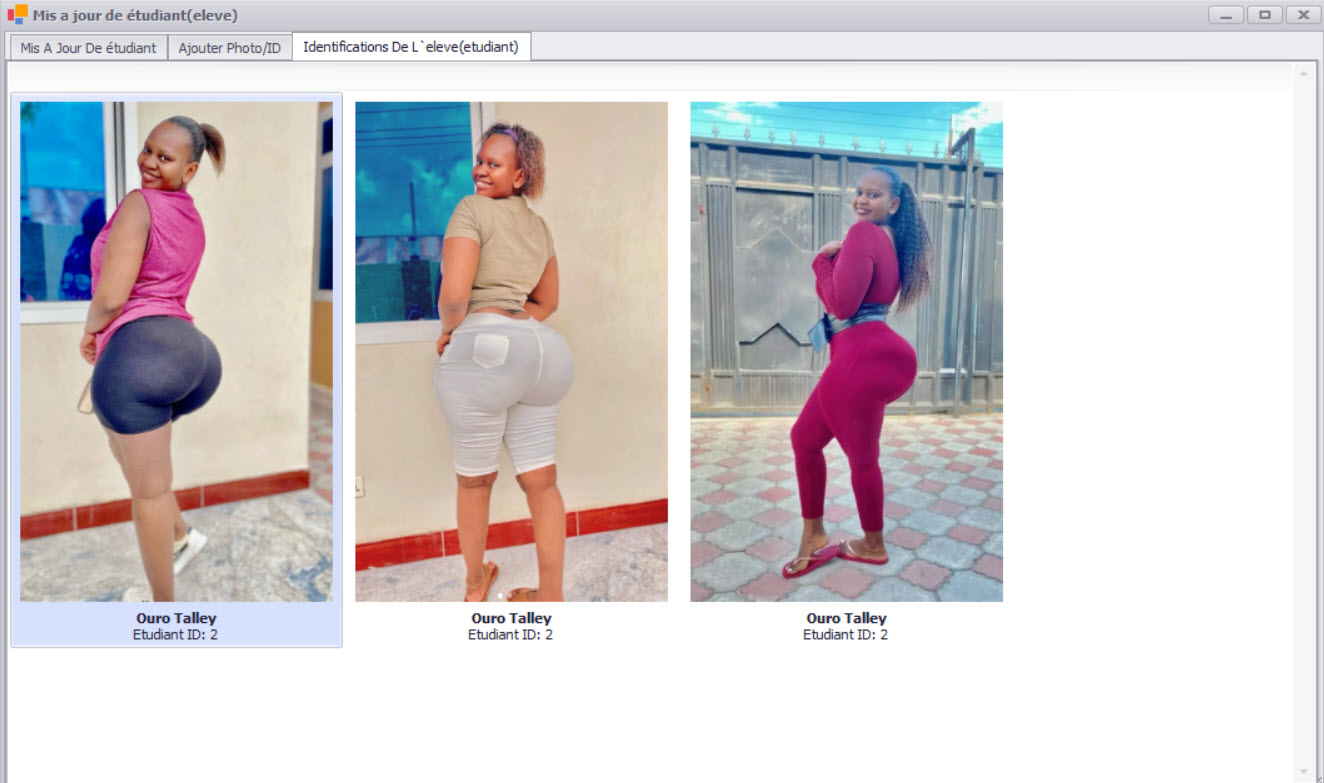 Mis a jour de étudiant(eleve)
Mis A Jour De étudiant
Ajouter Photo/ID
Identifications De L`eleve(etudiant)
Ouro Talley
Etudiant ID: 2
Ouro Talley
Etudiant ID: 2
Ouro Talley
Etudiant ID: 2